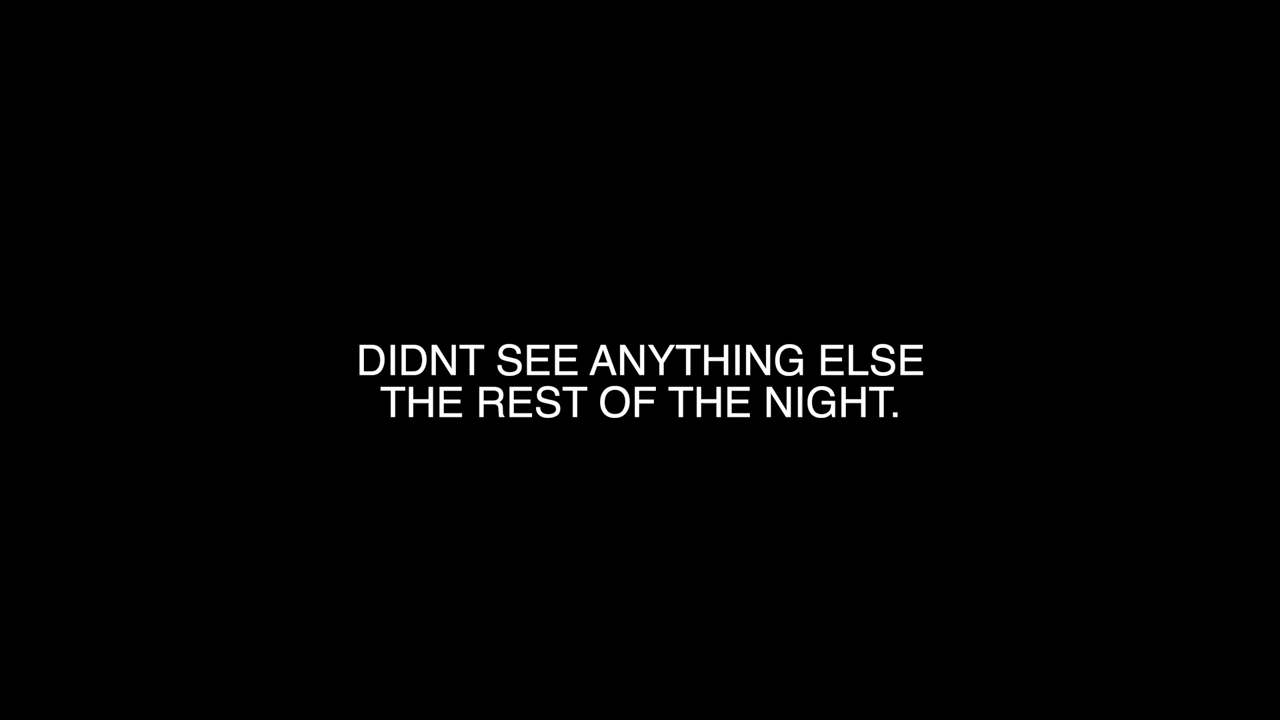 DIDNT SEE ANYTHING ELSE
THE REST OF THE NIGHT.